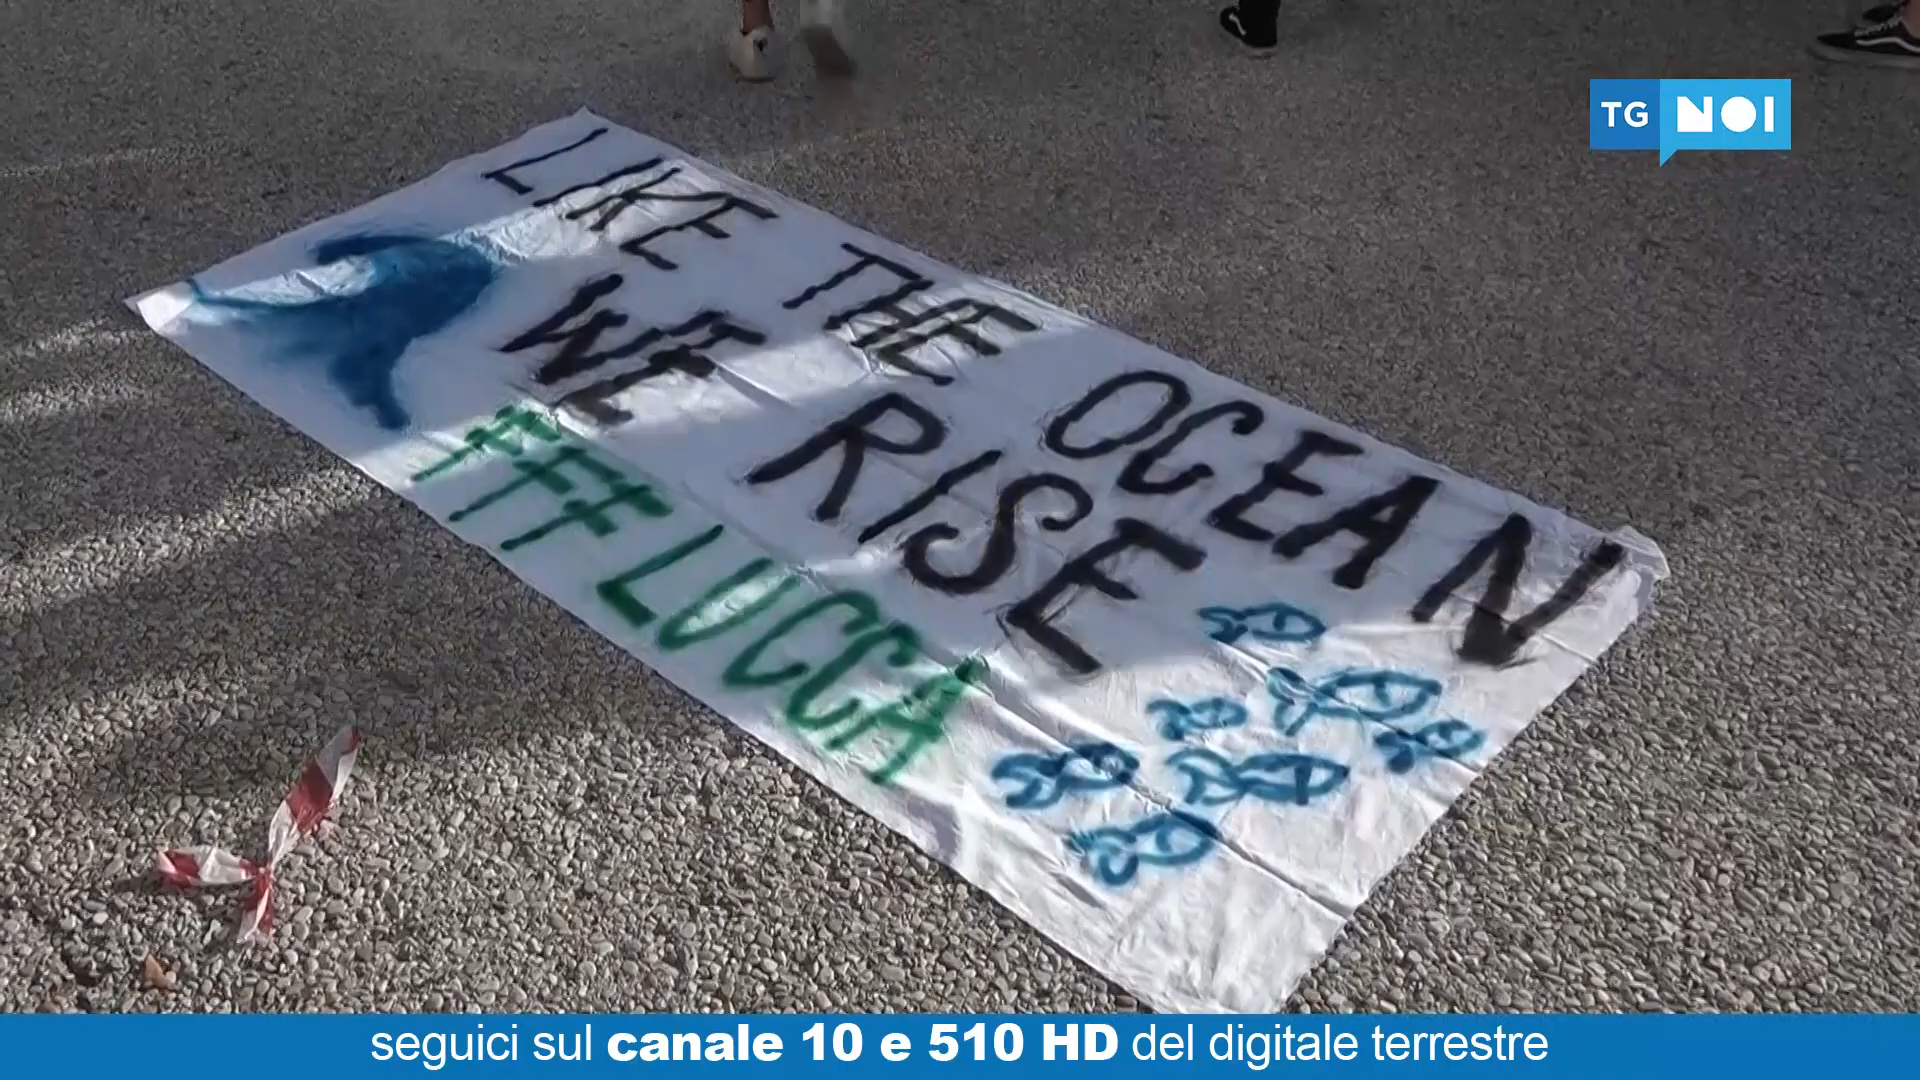 TG NOI
LIKE THE OCEAN
WE RISE
FFF LUCCA
seguici sul canale 10 e 510 HD del digitale terrestre